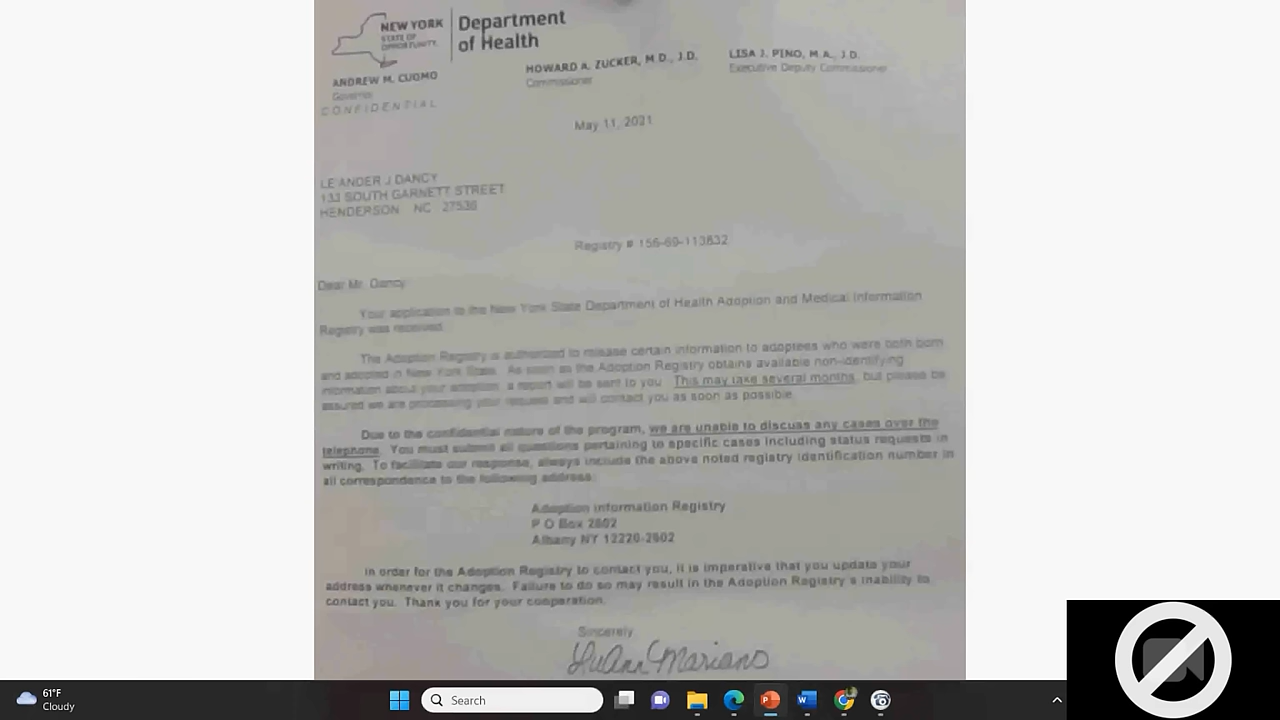 NEW YORK
STATE OF
OPPORTUNITY.
Department
of Health
ANDREW M. CUOMO
Governor
HOWARD A. ZUCKER, M.D., J.D.
Commissioner
LISA J. PINO, M.A., J.D.
Executive Deputy Commissioner
CONFIDENTIAL
May 11, 2021
LE'ANDER J DANCY
133 SOUTH GARNETT STREET
HENDERSON NC 27536
Registry # 156-69-113832
Dear Mr. Dancy
Your application to the New York State Department of Health Adoption and Medical Information
Registry was received.
The Adoption Registry is authorized to release certain information to adoptees who were both born
and adopted in New York State. As soon as the Adoption Registry obtains available non-identifying
information about your adoption, a report will be sent to you. This may take several months, but please be
assured we are processing your request and will contact you as soon as possible.
Due to the confidential nature of the program, we are unable to discuss any cases over the
telephone. You must submit all questions pertaining to specific cases including status requests in
writing. To facilitate our response, always include the above noted registry identification number in
all correspondence to the following address:
Adoption Information Registry
P O Box 2602
Albany NY 12220-2602
In order for the Adoption Registry to contact you, it is imperative that you update your
address whenever it changes. Failure to do so may result in the Adoption Registry's inability to
contact you. Thank you for your cooperation.
Sincerely
LuAnn Mariano
61°F
Cloudy
Search